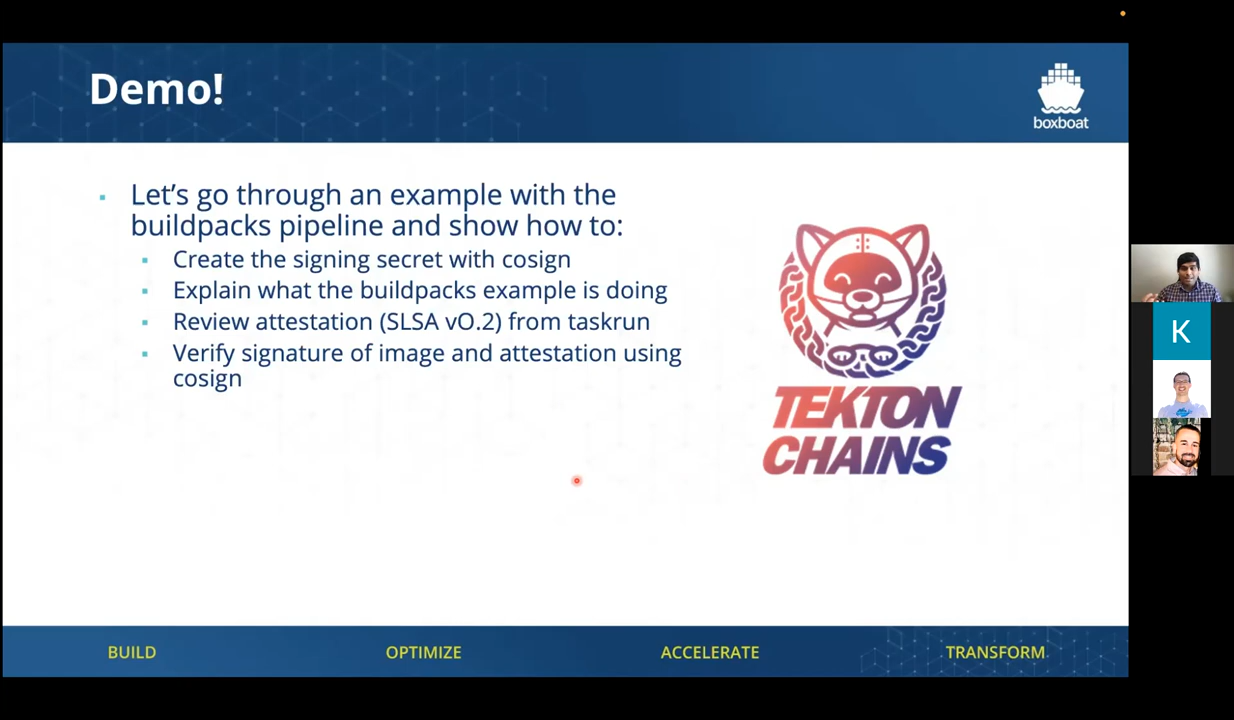 Demo!
boxboat
Let's go through an example with the
buildpacks pipeline and show how to:
Create the signing secret with cosign
Explain what the buildpacks example is doing
Review attestation (SLSA vO.2) from taskrun
Verify signature of image and attestation using
cosign
TEKTON
CHAINS
K
BUILD
OPTIMIZE
ACCELERATE
TRANSFORM